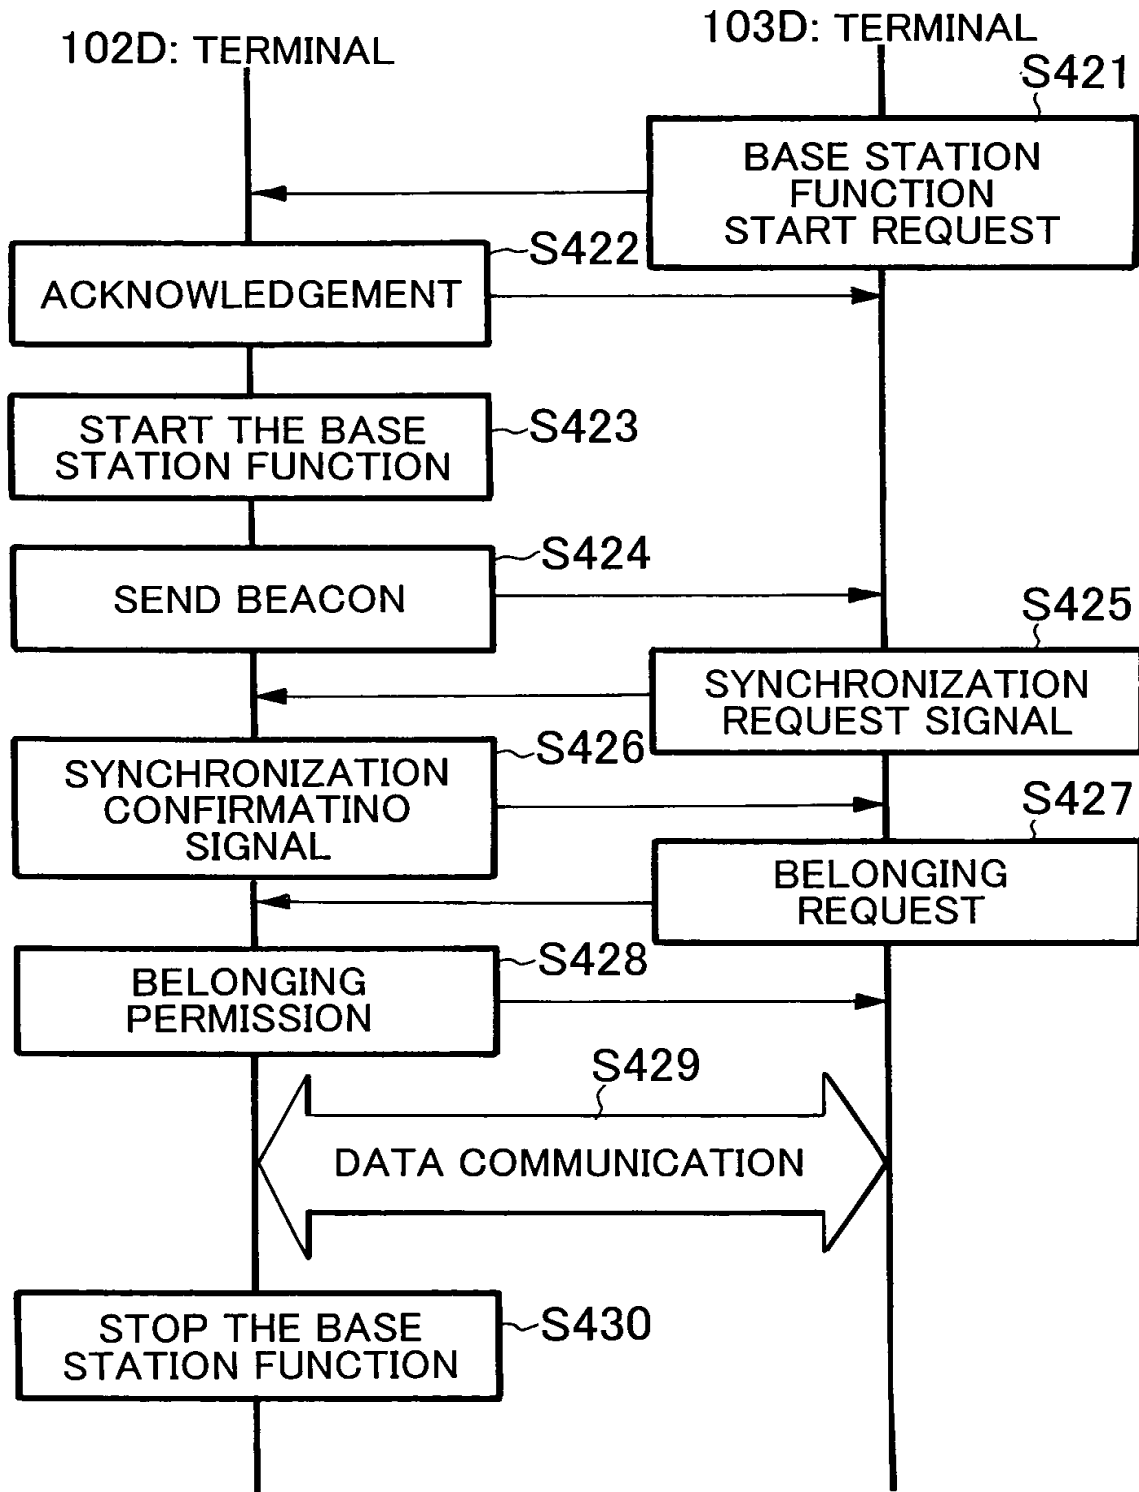 102D: TERMINAL
103D: TERMINAL
S421
BASE STATION
FUNCTION
START REQUEST
S422
ACKNOWLEDGEMENT
START THE BASE
STATION FUNCTION
S423
S424
SEND BEACON
S425
SYNCHRONIZATION
REQUEST SIGNAL
S426
SYNCHRONIZATION
CONFIRMATINO
SIGNAL
S427
BELONGING
REQUEST
S428
BELONGING
PERMISSION
S429
DATA COMMUNICATION
S430
STOP THE BASE
STATION FUNCTION